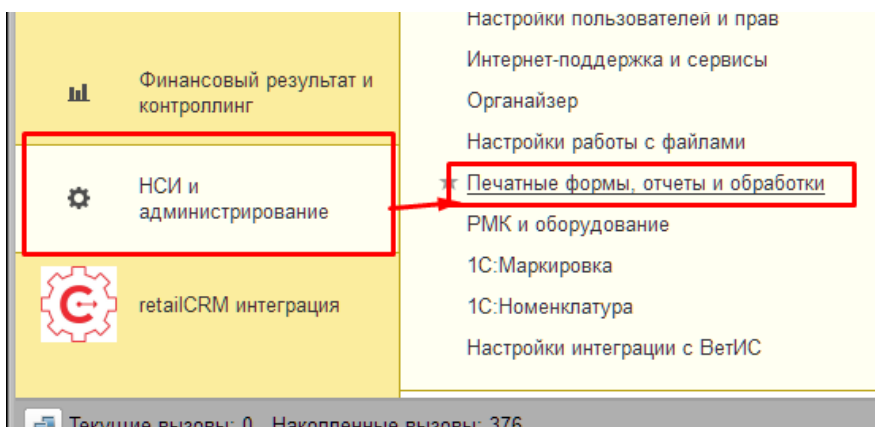 Финансовый результат и
контроллинг
НСИ и
администрирование
retailCRM интеграция
Настройки пользователей и прав
Интернет-поддержка и сервисы
Органайзер
Настройки работы с файлами
Печатные формы, отчеты и обработки
РМК и оборудование
1С:Маркировка
1С:Номенклатура
Настройки интеграции с ВетИС
Текущие вызовы: 0 Накопленные вызовы: 376